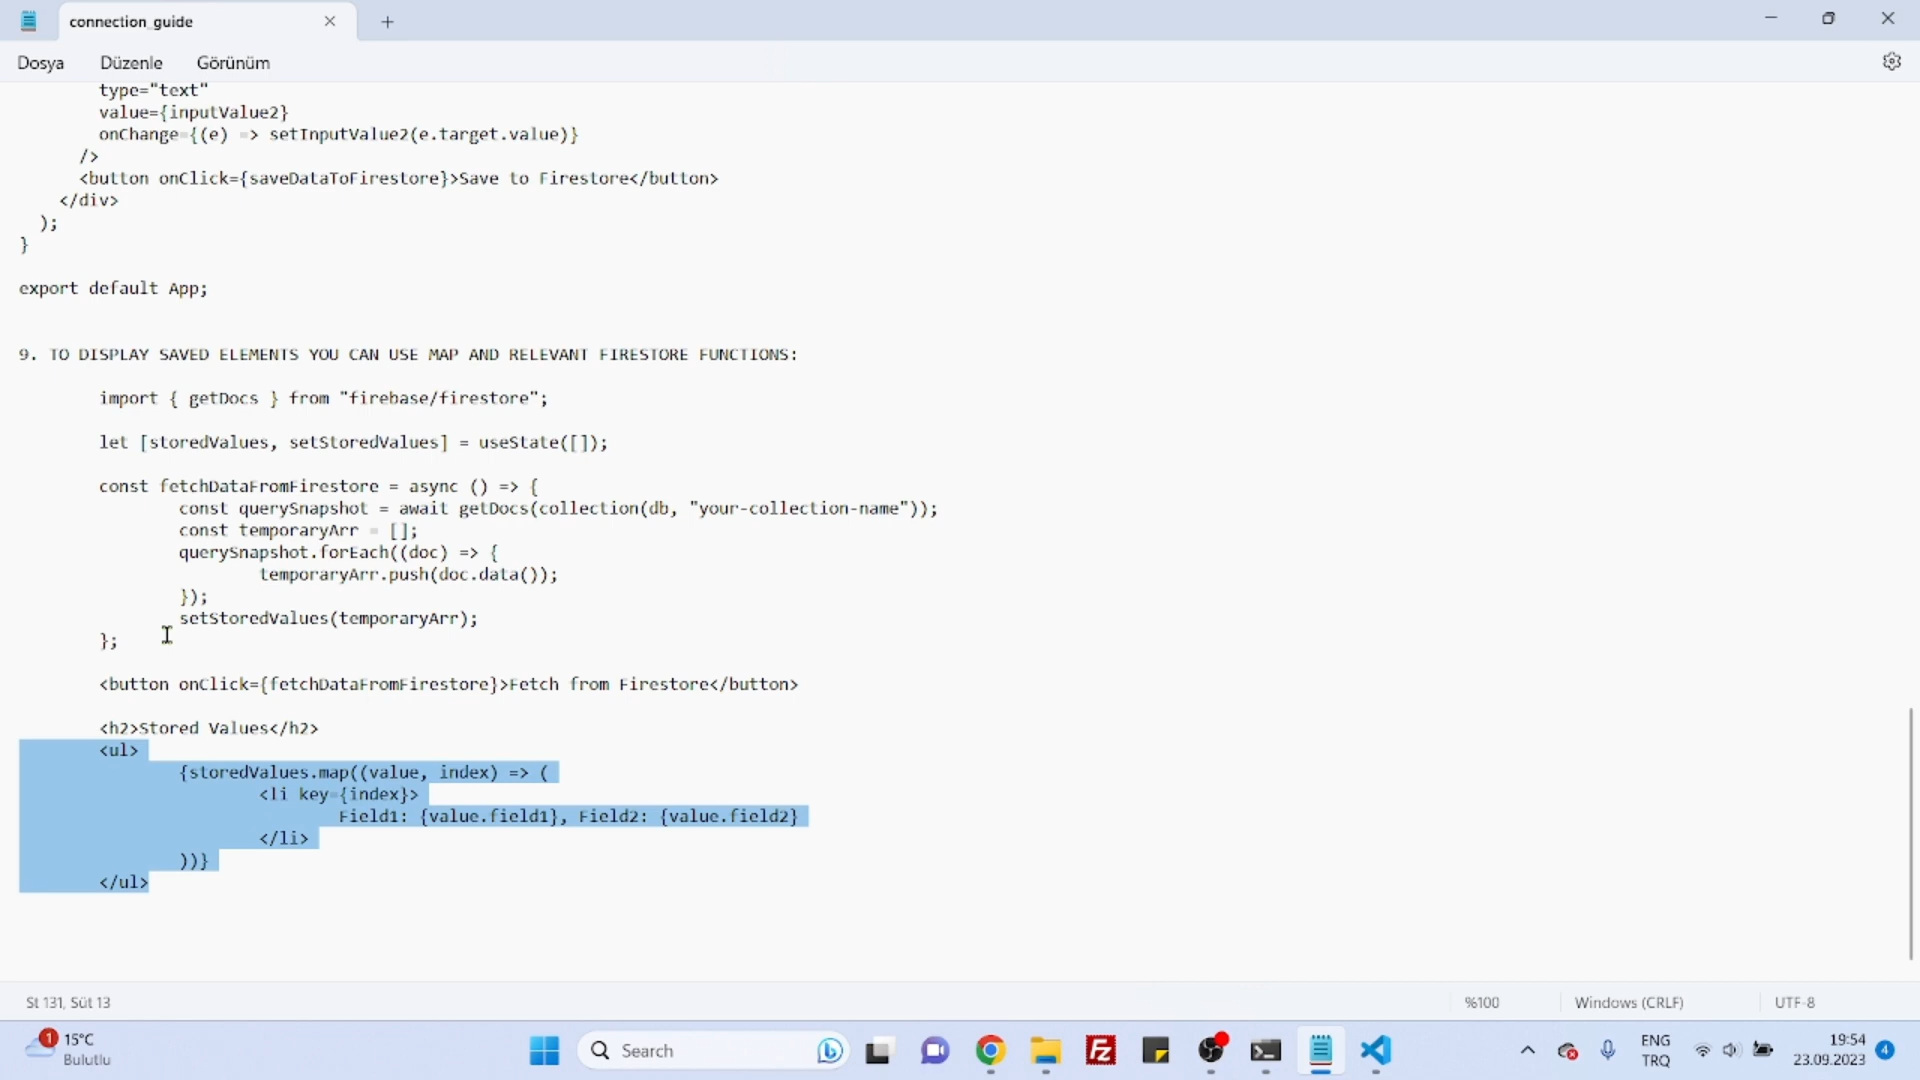 connection_guide
Dosya Düzenle Görünüm
type="text"
value={inputValue2}
onChange={(e) => setInputValue2(e.target.value)}
/>
<button onClick={saveDataToFirestore}>Save to Firestore</button>
</div>
);
}
export default App;
9. TO DISPLAY SAVED ELEMENTS YOU CAN USE MAP AND RELEVANT FIRESTORE FUNCTIONS:
import { getDocs } from "firebase/firestore";
let [storedValues, setStoredValues] = useState([]);
const fetchDataFromFirestore = async () => {
const querySnapshot = await getDocs(collection(db, "your-collection-name"));
const temporaryArr = [];
querySnapshot.forEach((doc) => {
temporaryArr.push(doc.data());
});
setStoredValues(temporaryArr);
};
<button onClick={fetchDataFromFirestore}>Fetch from Firestore</button>
<h2>Stored Values</h2>
<ul>
{storedValues.map((value, index) => (
<li key={index}>
Field1: {value.field1}, Field2: {value.field2}
</li>
))}
</ul>
St 131, Süt 13 %100 Windows (CRLF) UTF-8
1 15°C Search ENG 19:54
Bulutlu TRQ 23.09.2023 4